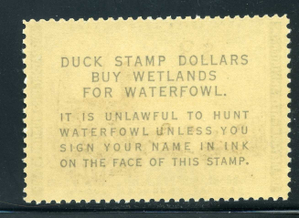 DUCK STAMP DOLLARS
BUY WETLANDS
FOR WATERFOWL.
IT IS UNLAWFUL TO HUNT
WATERFOWL UNLESS YOU
SIGN YOUR NAME IN INK
ON THE FACE OF THIS STAMP.